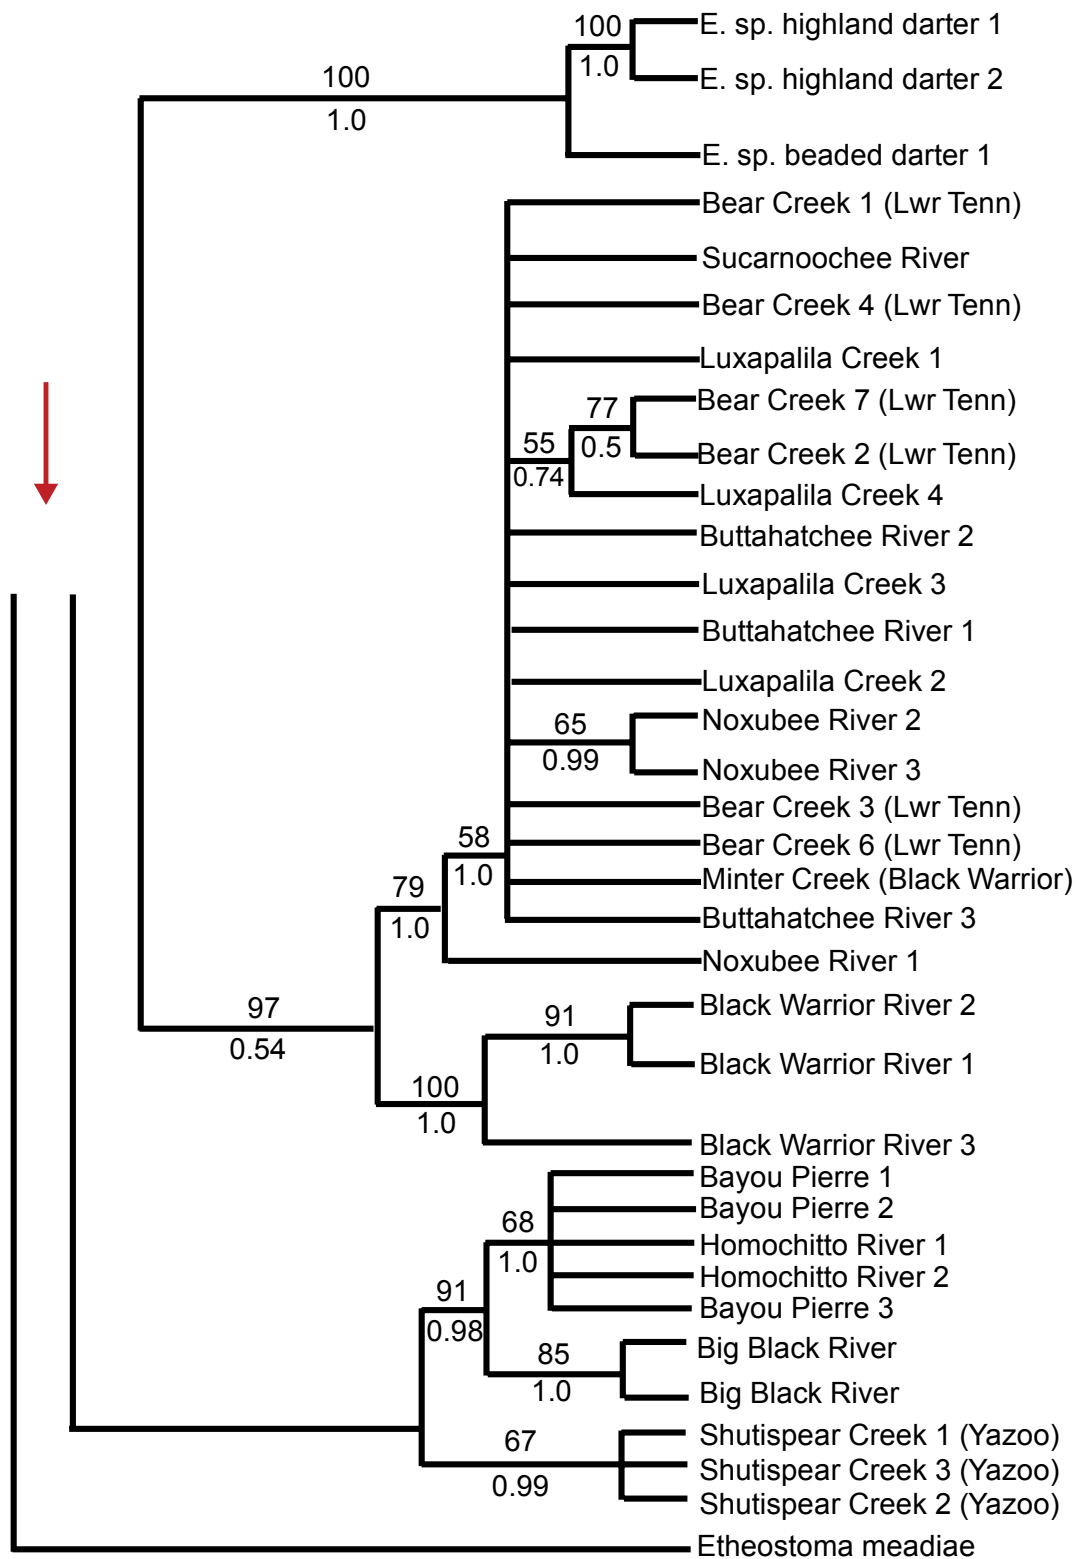 100
1.0
E. sp. highland darter 1
E. sp. highland darter 2
100
1.0
E. sp. beaded darter 1
Bear Creek 1 (Lwr Tenn)
Sucarnoochee River
Bear Creek 4 (Lwr Tenn)
Luxapalila Creek 1
77
0.5
Bear Creek 7 (Lwr Tenn)
Bear Creek 2 (Lwr Tenn)
55
0.74
Luxapalila Creek 4
Buttahatchee River 2
Luxapalila Creek 3
Buttahatchee River 1
Luxapalila Creek 2
65
0.99
Noxubee River 2
Noxubee River 3
Bear Creek 3 (Lwr Tenn)
58
1.0
Bear Creek 6 (Lwr Tenn)
Minter Creek (Black Warrior)
79
1.0
Buttahatchee River 3
Noxubee River 1
97
0.54
91
1.0
Black Warrior River 2
Black Warrior River 1
100
1.0
Black Warrior River 3
Bayou Pierre 1
Bayou Pierre 2
68
1.0
Homochitto River 1
Homochitto River 2
Bayou Pierre 3
91
0.98
85
1.0
Big Black River
Big Black River
67
0.99
Shutispear Creek 1 (Yazoo)
Shutispear Creek 3 (Yazoo)
Shutispear Creek 2 (Yazoo)
Etheostoma meadiae